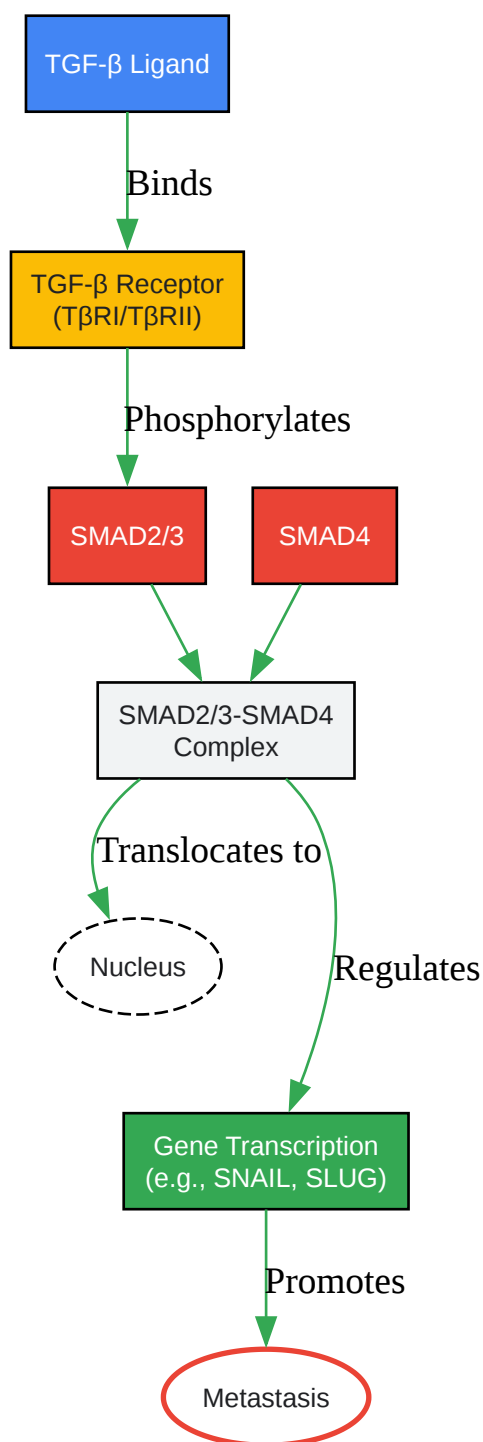 TGF-β Ligand
Binds
TGF-β Receptor
(TβRI/TβRII)
Phosphorylates
SMAD2/3
SMAD4
SMAD2/3-SMAD4
Complex
Translocates to
Nucleus
Regulates
Gene Transcription
(e.g., SNAIL, SLUG)
Promotes
Metastasis